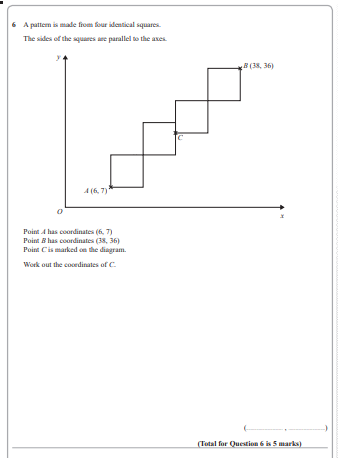 6 A pattern is made from four identical squares.
The sides of the squares are parallel to the axes.
y
B (38, 36)
C
A (6, 7)
O
x
Point A has coordinates (6, 7)
Point B has coordinates (38, 36)
Point C is marked on the diagram.
Work out the coordinates of C.
(.................... , ....................)
(Total for Question 6 is 5 marks)